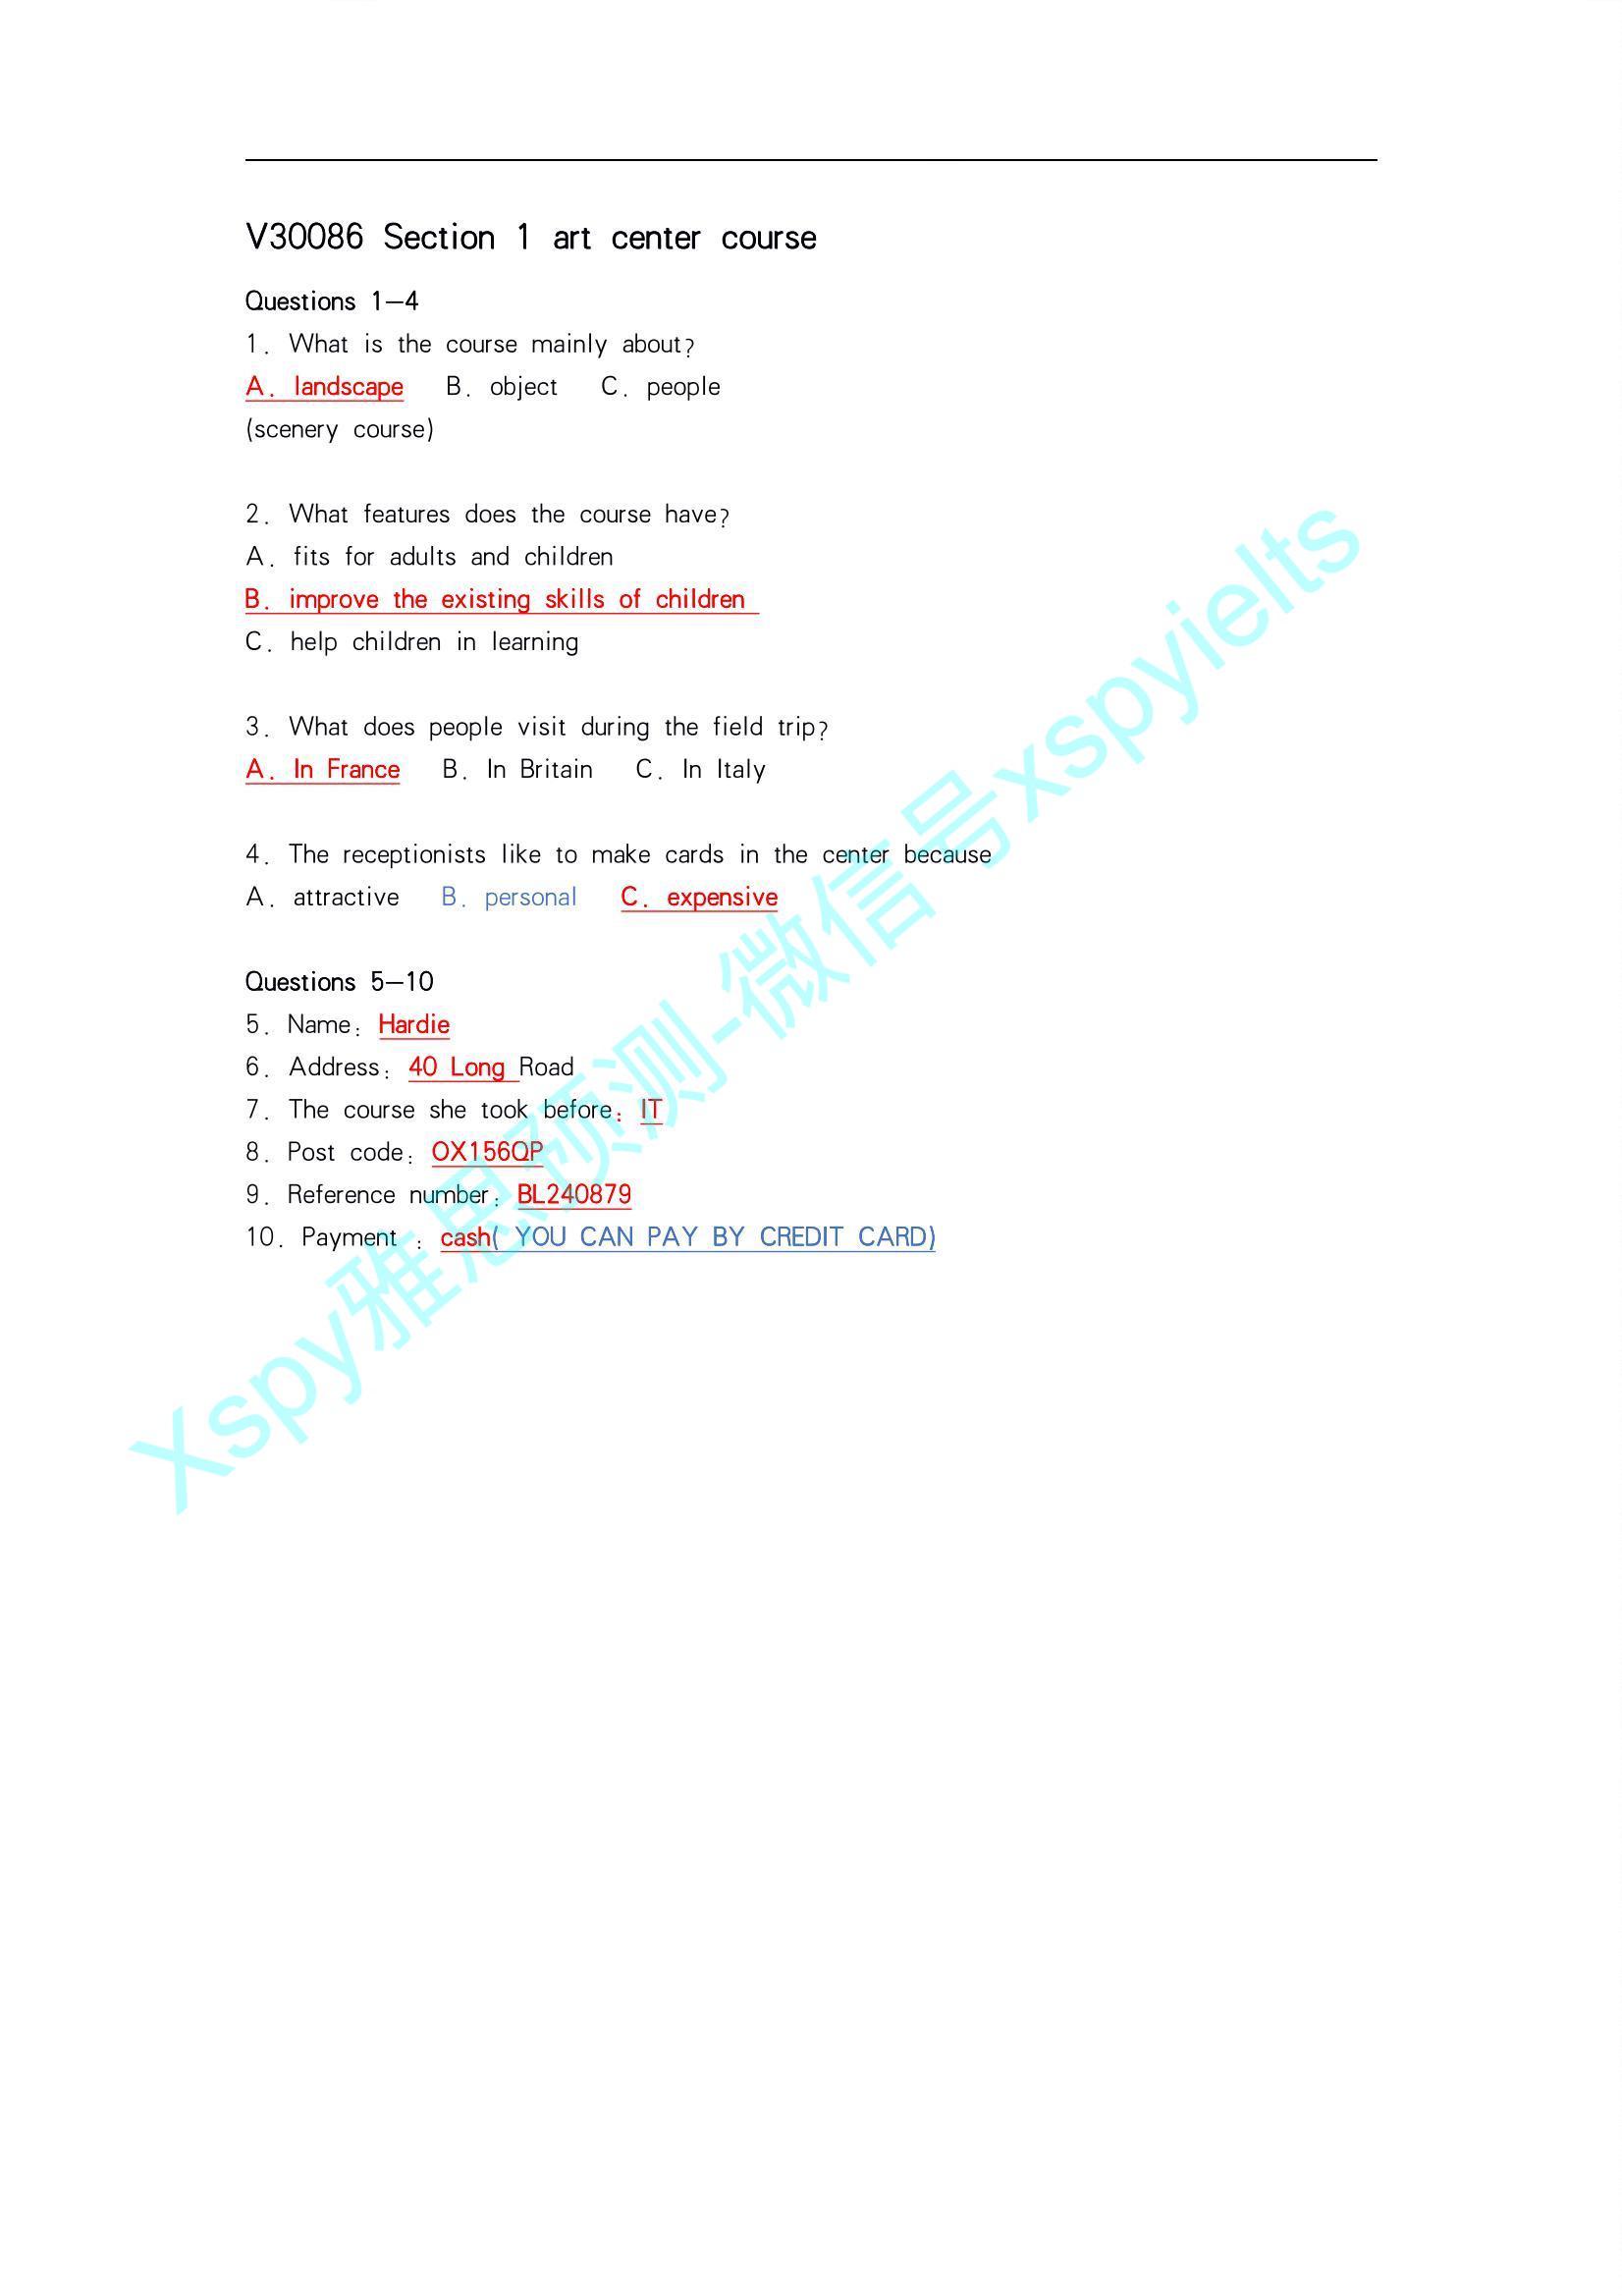 V30086 Section 1 art center course
Questions 1—4
1. What is the course mainly about?
A. landscape B. object C. people
(scenery course)
2. What features does the course have?
A. fits for adults and children
B. improve the existing skills of children
C. help children in learning
3. What does people visit during the field trip?
A. In France B. In Britain C. In Italy
4. The receptionists like to make cards in the center because
A. attractive B. personal C. expensive
Questions 5—10
5. Name: Hardie
6. Address: 40 Long Road
7. The course she took before: IT
8. Post code: OX156QP
9. Reference number: BL240879
10. Payment : cash( YOU CAN PAY BY CREDIT CARD)
Xspy雅思预测-微信号xspyielts